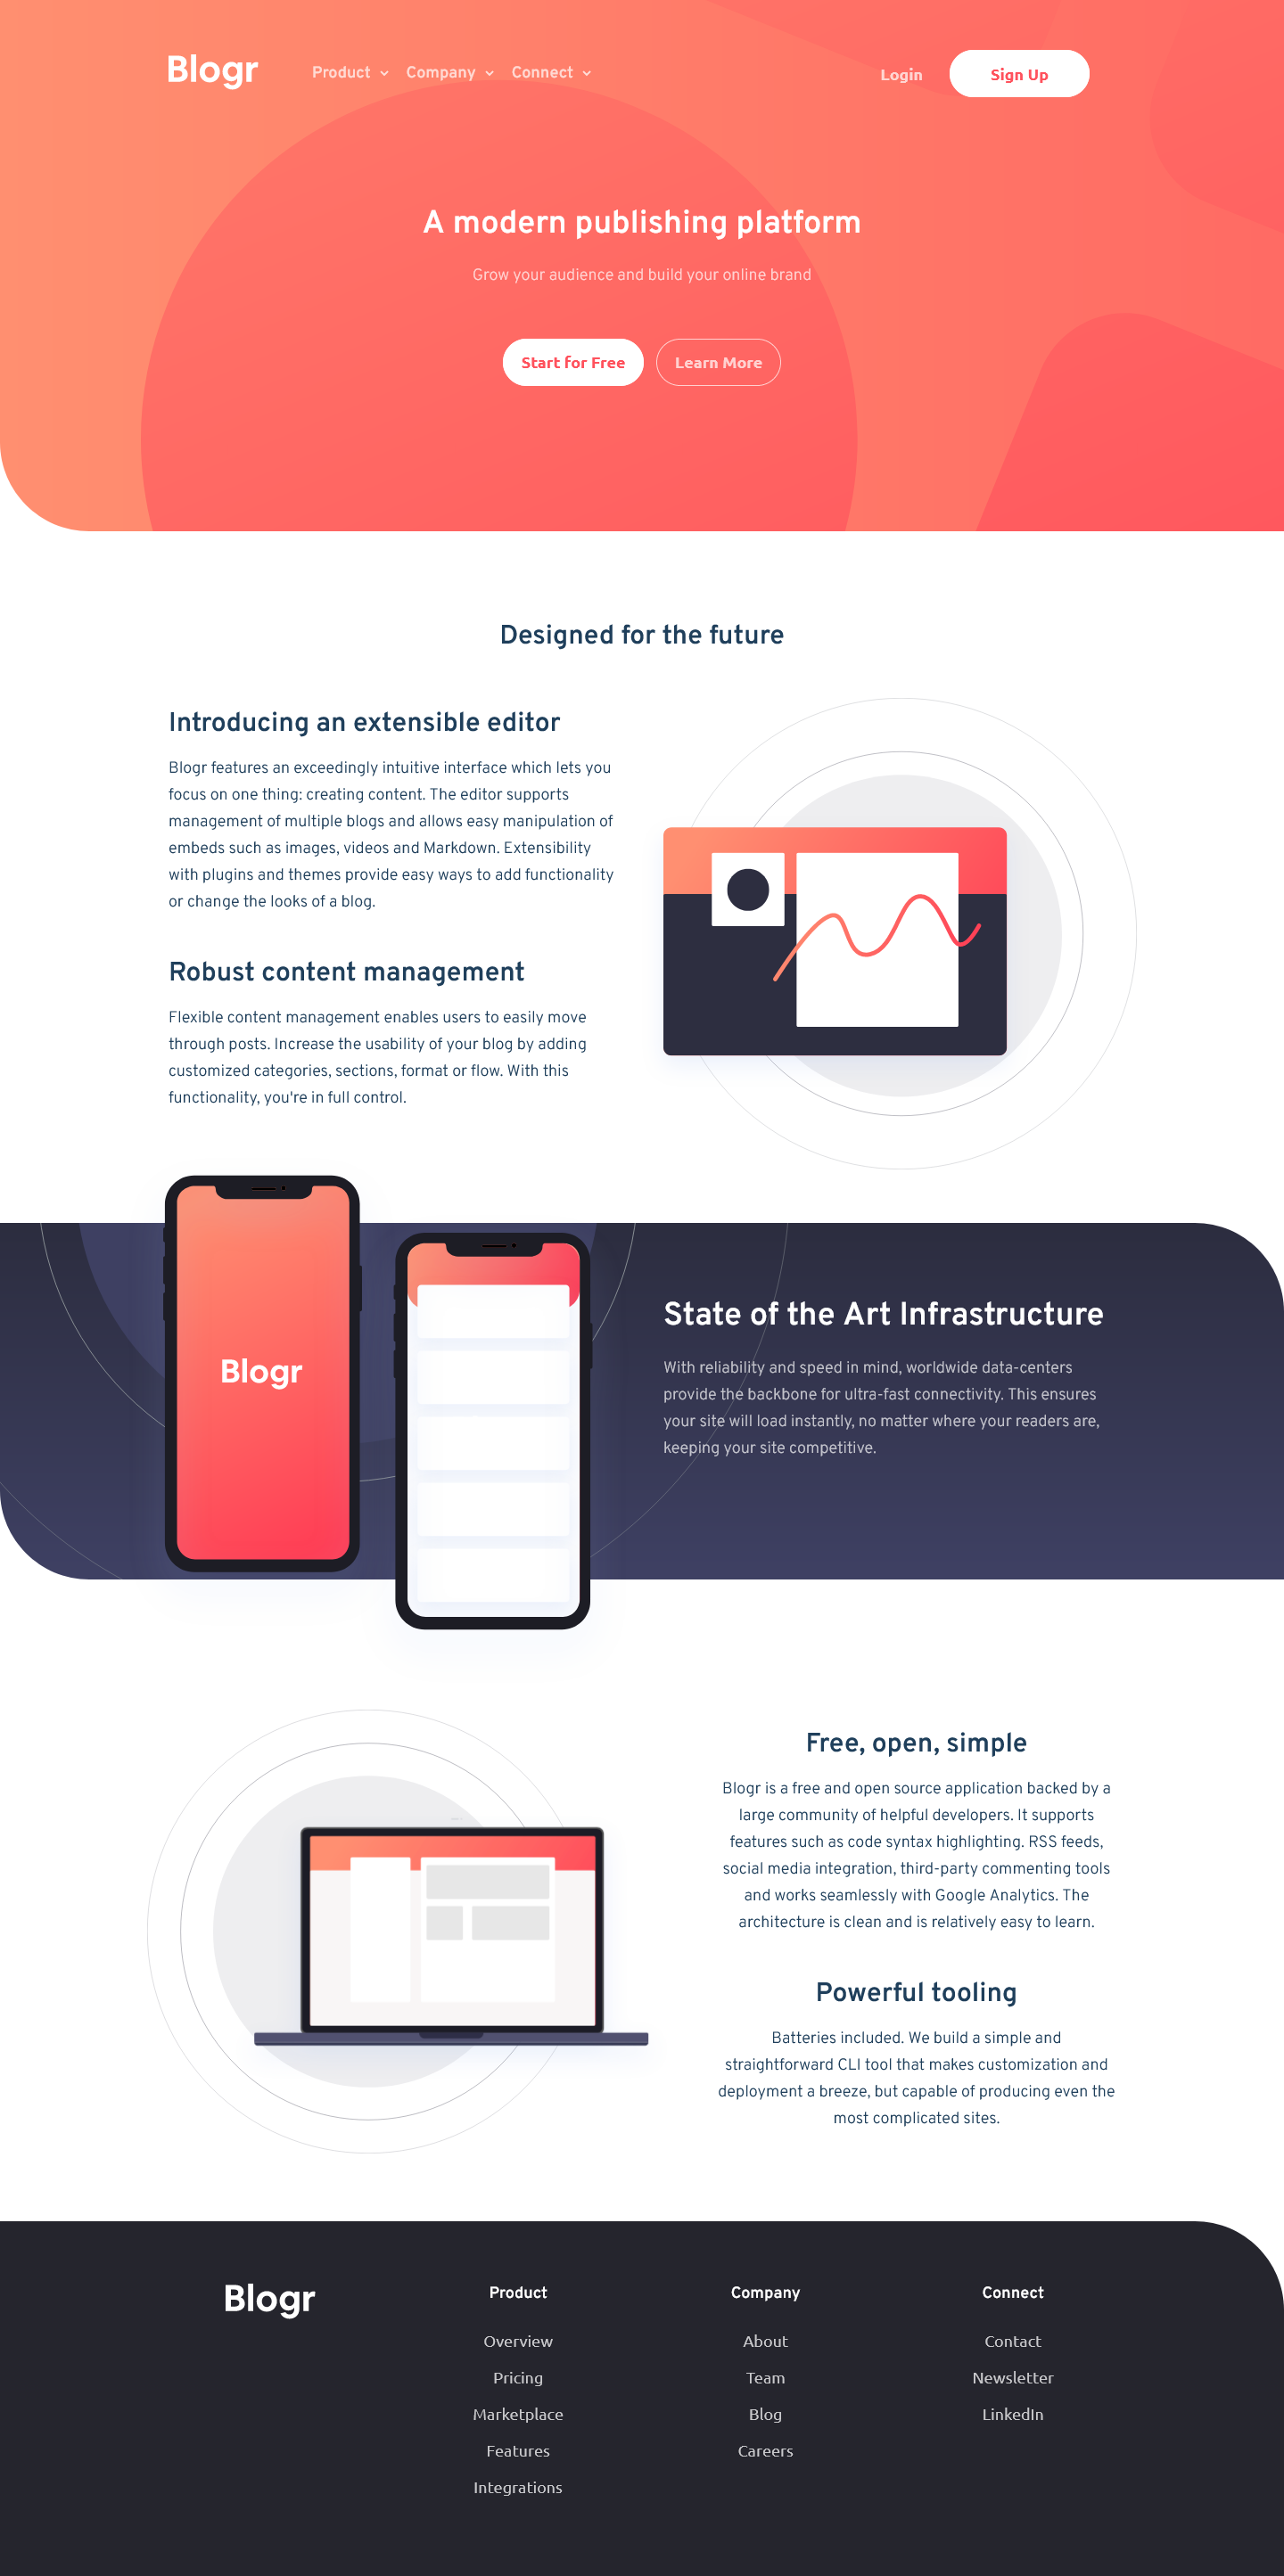 Blogr
Product
Company
Connect
Login
Sign Up
A modern publishing platform
Grow your audience and build your online brand
Start for Free
Learn More
Designed for the future
Introducing an extensible editor
Blogr features an exceedingly intuitive interface which lets you
focus on one thing: creating content. The editor supports
management of multiple blogs and allows easy manipulation of
embeds such as images, videos and Markdown. Extensibility
with plugins and themes provide easy ways to add functionality
or change the looks of a blog.
Robust content management
Flexible content management enables users to easily move
through posts. Increase the usability of your blog by adding
customized categories, sections, format or flow. With this
functionality, you're in full control.
Blogr
State of the Art Infrastructure
With reliability and speed in mind, worldwide data-centers
provide the backbone for ultra-fast connectivity. This ensures
your site will load instantly, no matter where your readers are,
keeping your site competitive.
Free, open, simple
Blogr is a free and open source application backed by a
large community of helpful developers. It supports
features such as code syntax highlighting. RSS feeds,
social media integration, third-party commenting tools
and works seamlessly with Google Analytics. The
architecture is clean and is relatively easy to learn.
Powerful tooling
Batteries included. We build a simple and
straightforward CLI tool that makes customization and
deployment a breeze, but capable of producing even the
most complicated sites.
Blogr
Product
Overview
Pricing
Marketplace
Features
Integrations
Company
About
Team
Blog
Careers
Connect
Contact
Newsletter
LinkedIn